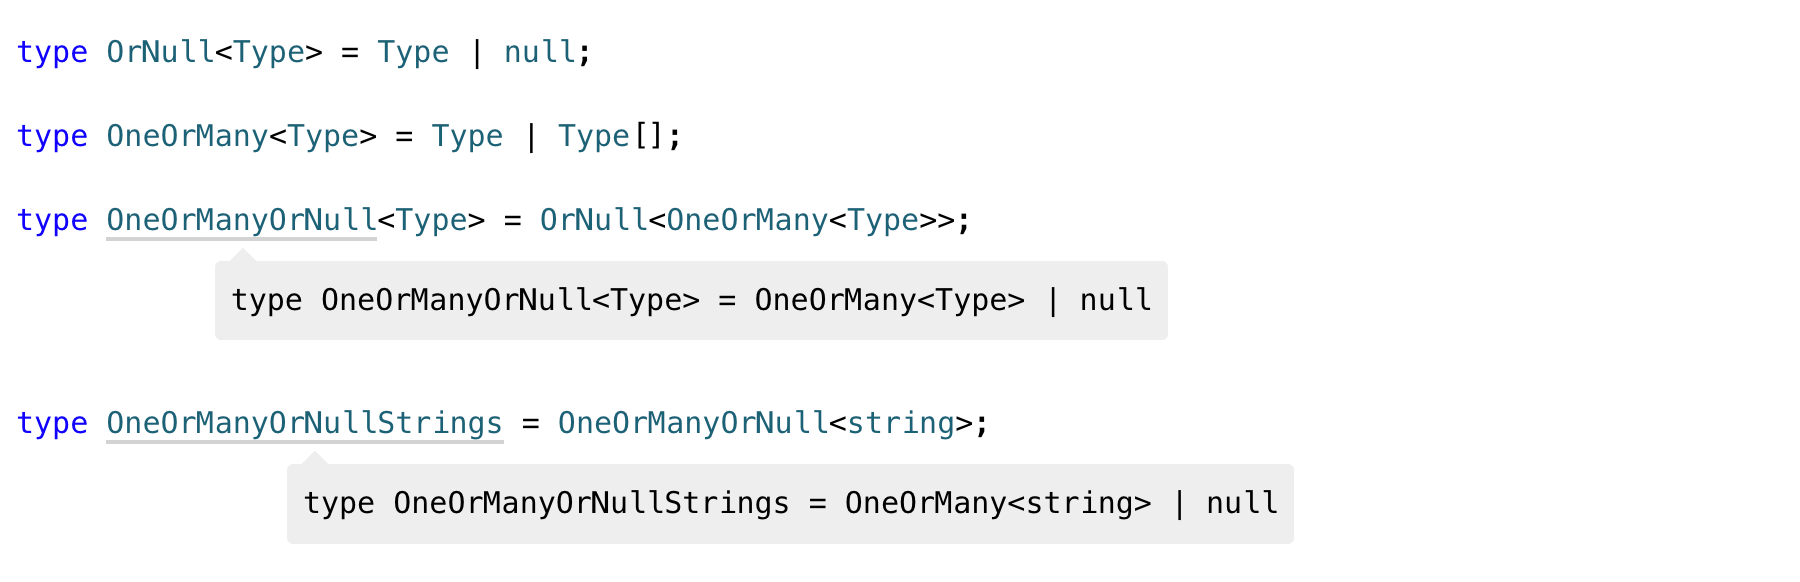 type OrNull<Type> = Type | null;
type OneOrMany<Type> = Type | Type[];
type OneOrManyOrNull<Type> = OrNull<OneOrMany<Type>>;
type OneOrManyOrNull<Type> = OneOrMany<Type> | null
type OneOrManyOrNullStrings = OneOrManyOrNull<string>;
type OneOrManyOrNullStrings = OneOrMany<string> | null